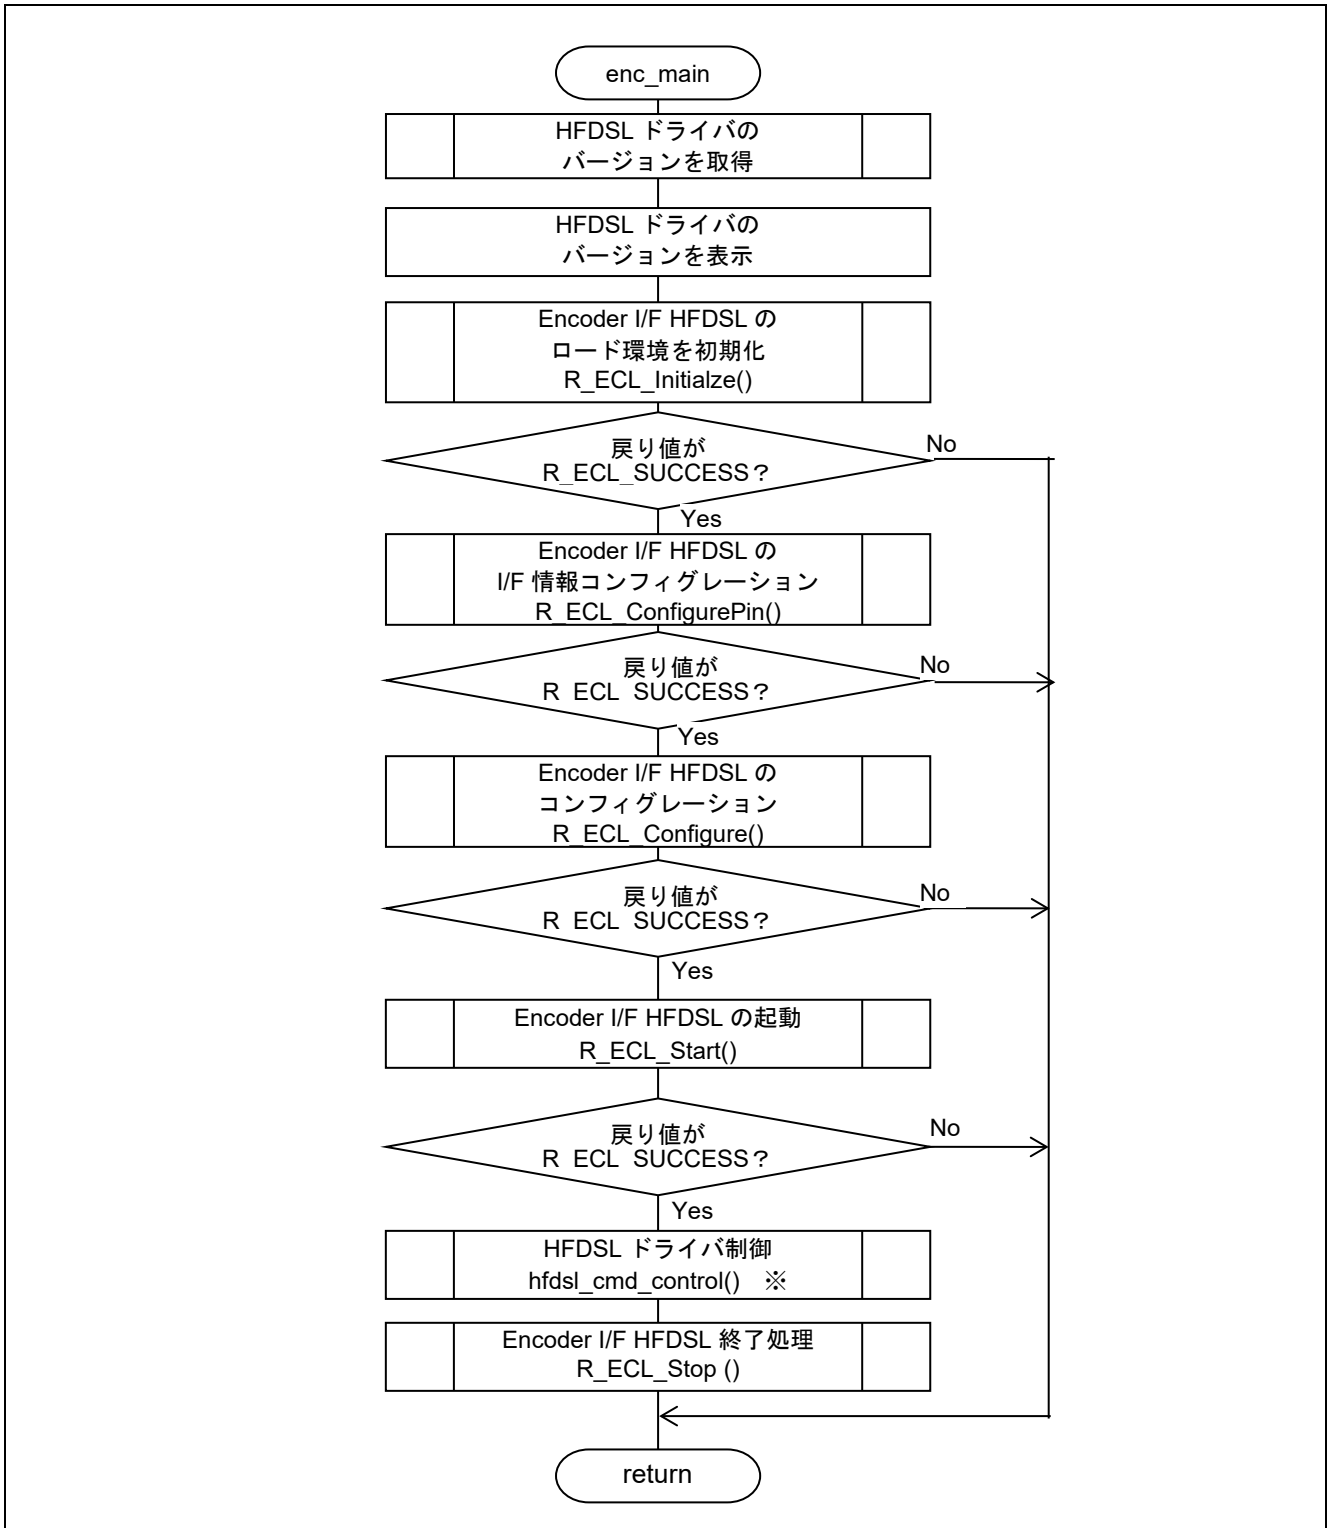 enc_main
HFDSL ドライバの
バージョンを取得
HFDSL ドライバの
バージョンを表示
Encoder I/F HFDSL の
ロード環境を初期化
R_ECL_Initialze()
戻り値が
R_ECL_SUCCESS?
No
Yes
Encoder I/F HFDSL の
I/F 情報コンフィグレーション
R_ECL_ConfigurePin()
戻り値が
R_ECL_SUCCESS?
No
Yes
Encoder I/F HFDSL の
コンフィグレーション
R_ECL_Configure()
戻り値が
R_ECL_SUCCESS?
No
Yes
Encoder I/F HFDSL の起動
R_ECL_Start()
戻り値が
R_ECL_SUCCESS?
No
Yes
HFDSL ドライバ制御
hfdsl_cmd_control() ※
Encoder I/F HFDSL 終了処理
R_ECL_Stop ()
return